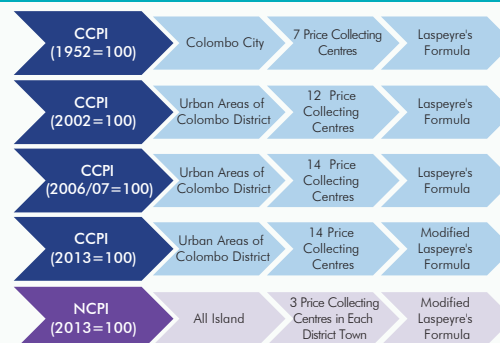 CCPI
(1952=100)
Colombo City
7 Price Collecting
Centres
Laspeyre's
Formula
CCPI
(2002=100)
Urban Areas of
Colombo District
12 Price
Collecting
Centres
Laspeyre's
Formula
CCPI
(2006/07=100)
Urban Areas of
Colombo District
14 Price
Collecting
Centres
Laspeyre's
Formula
CCPI
(2013=100)
Urban Areas of
Colombo District
14 Price
Collecting
Centres
Modified
Laspeyre's
Formula
NCPI
(2013=100)
All Island
3 Price Collecting
Centres in Each
District Town
Modified
Laspeyre's
Formula